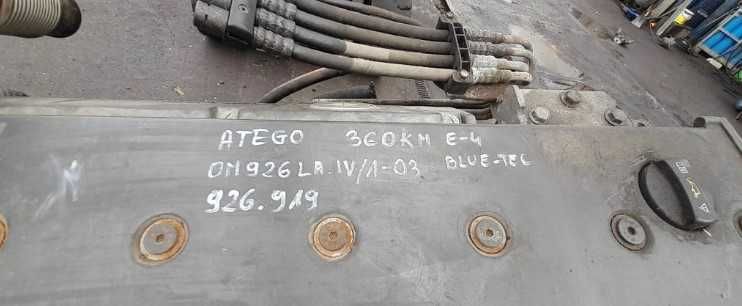 ATEGO 360KM E-4
OM926LA.IV/1-03 BLUE-TEC
926.919